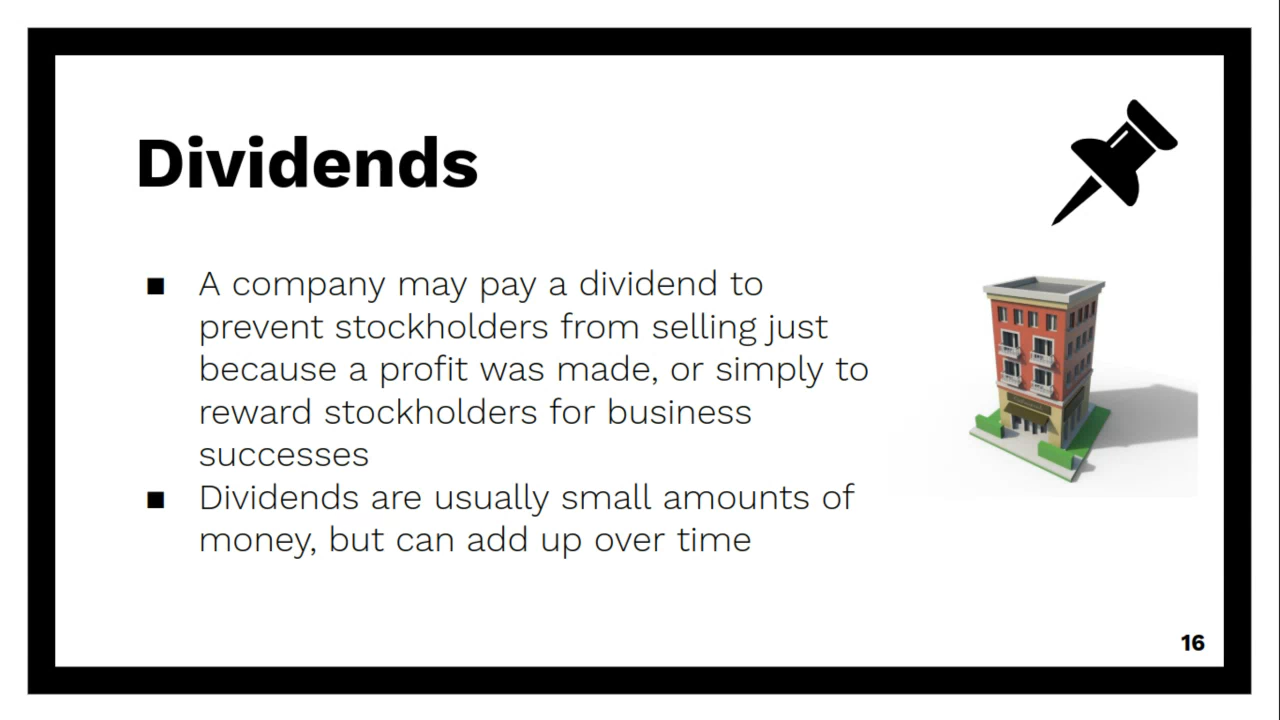 Dividends
■ A company may pay a dividend to
prevent stockholders from selling just
because a profit was made, or simply to
reward stockholders for business
successes
■ Dividends are usually small amounts of
money, but can add up over time
16